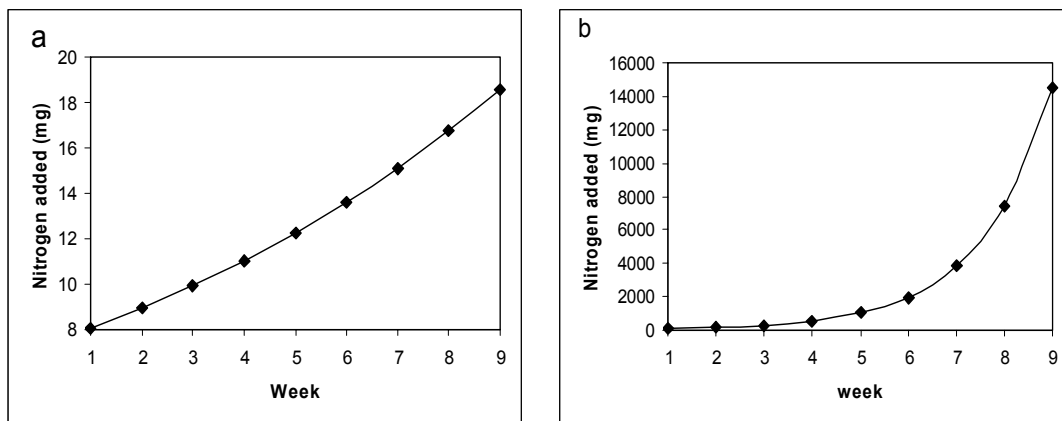 a
Nitrogen added (mg)
20
18
16
14
12
10
8
1 2 3 4 5 6 7 8 9
Week
b
Nitrogen added (mg)
16000
14000
12000
10000
8000
6000
4000
2000
0
1 2 3 4 5 6 7 8 9
week